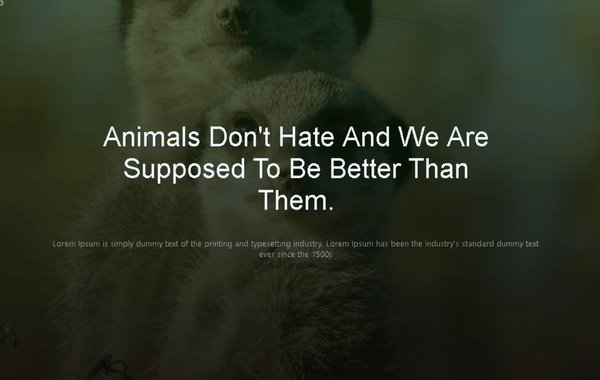 Animals Don't Hate And We Are
Supposed To Be Better Than
Them.
Lorem Ipsum is simply dummy text of the printing and typesetting industry. Lorem Ipsum has been the industry's standard dummy text
ever since the 1500s